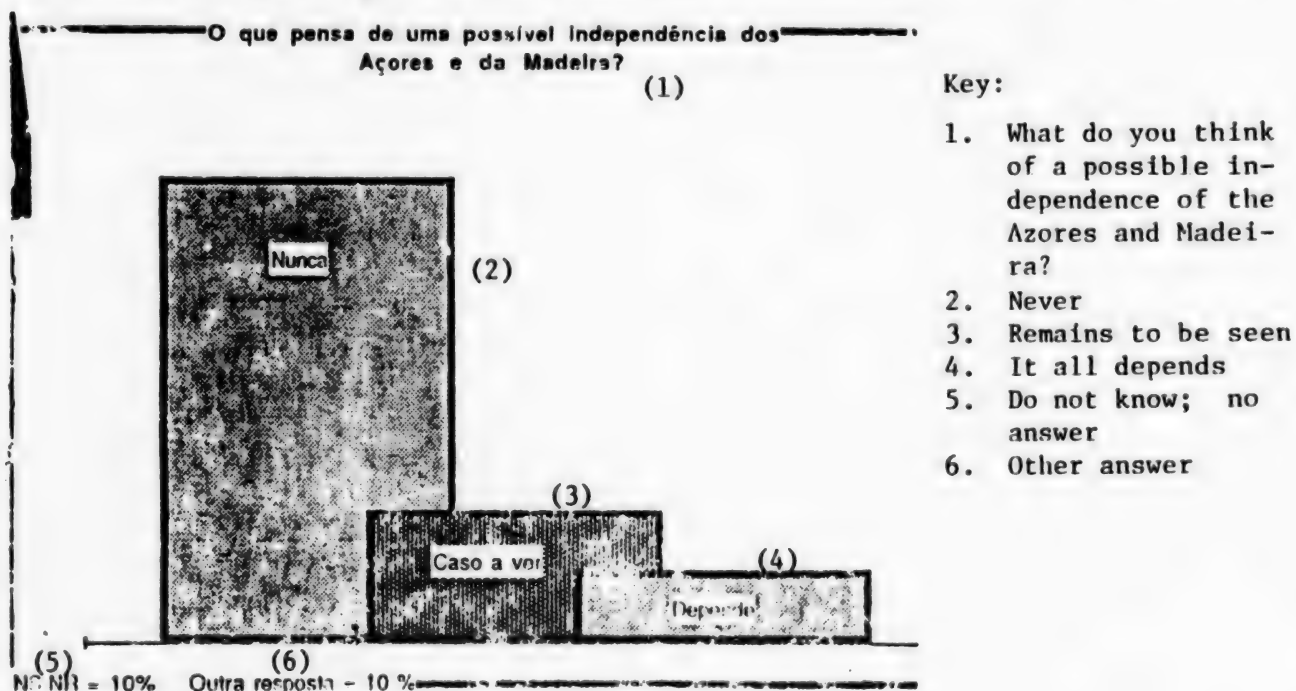 O que pensa de uma possível independência dos
Açores e da Madeira?
(1)
Nunca
(2)
(3)
Caso a ver
(4)
Depende
(5)
(6)
NS NR = 10% Outra resposta - 10 %
Key:
1. What do you think
of a possible in-
dependence of the
Azores and Madei-
ra?
2. Never
3. Remains to be seen
4. It all depends
5. Do not know; no
answer
6. Other answer